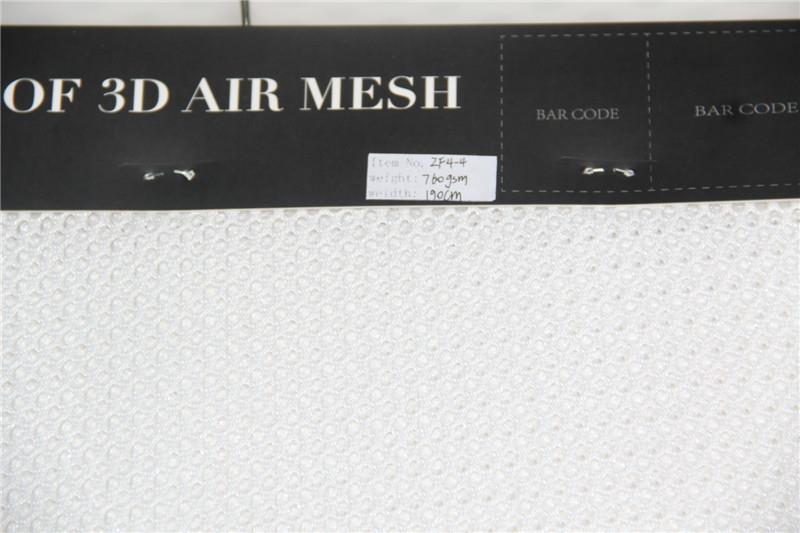 OF 3D AIR MESH
BAR CODE
BAR CODE
Item No. ZF4-4
weight: 760gsm
weidth: 190cm